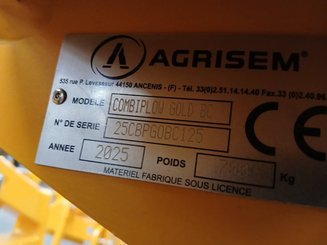 AGRISEM
535 rue P. Levasseur 44150 ANCENIS - (F) - Tél. 33(0)2.51.14.14.40 Fax.33 (0)2.40.96
MODELE COMBIPLOW GOLD BC
N° DE SERIE 25CBPGOBC125
CE
ANNEE 2025 POIDS Kg
MATERIEL FABRIQUE SOUS LICENCE